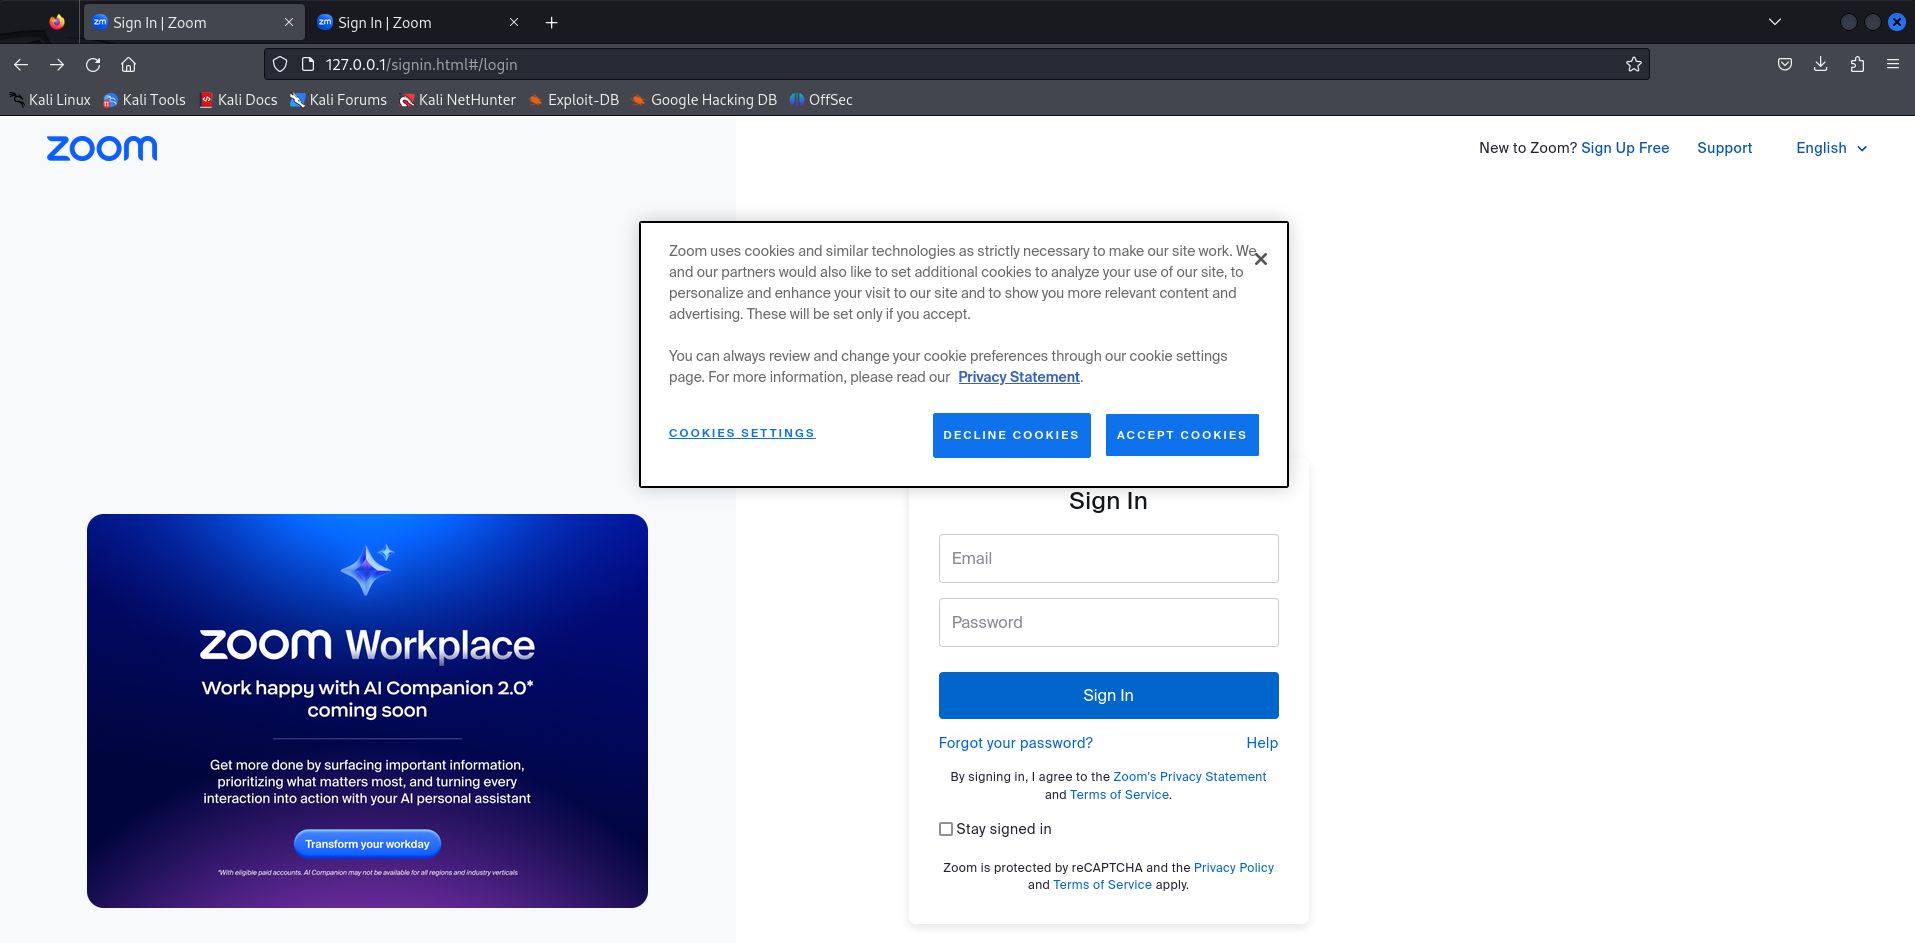 Sign In | Zoom
Sign In | Zoom
127.0.0.1/signin.html#/login
Kali Linux Kali Tools Kali Docs Kali Forums Kali NetHunter Exploit-DB Google Hacking DB OffSec
zoom
New to Zoom? Sign Up Free Support English
Zoom uses cookies and similar technologies as strictly necessary to make our site work. We
and our partners would also like to set additional cookies to analyze your use of our site, to
personalize and enhance your visit to our site and to show you more relevant content and
advertising. These will be set only if you accept.
You can always review and change your cookie preferences through our cookie settings
page. For more information, please read our Privacy Statement.
COOKIES SETTINGS
DECLINE COOKIES
ACCEPT COOKIES
zoom Workplace
Work happy with AI Companion 2.0*
coming soon
Get more done by surfacing important information,
prioritizing what matters most, and turning every
interaction into action with your AI personal assistant
Transform your workday
*With eligible paid accounts. AI Companion may not be available for all regions and industry verticals
Sign In
Email
Password
Sign In
Forgot your password? Help
By signing in, I agree to the Zoom's Privacy Statement
and Terms of Service.
Stay signed in
Zoom is protected by reCAPTCHA and the Privacy Policy
and Terms of Service apply.